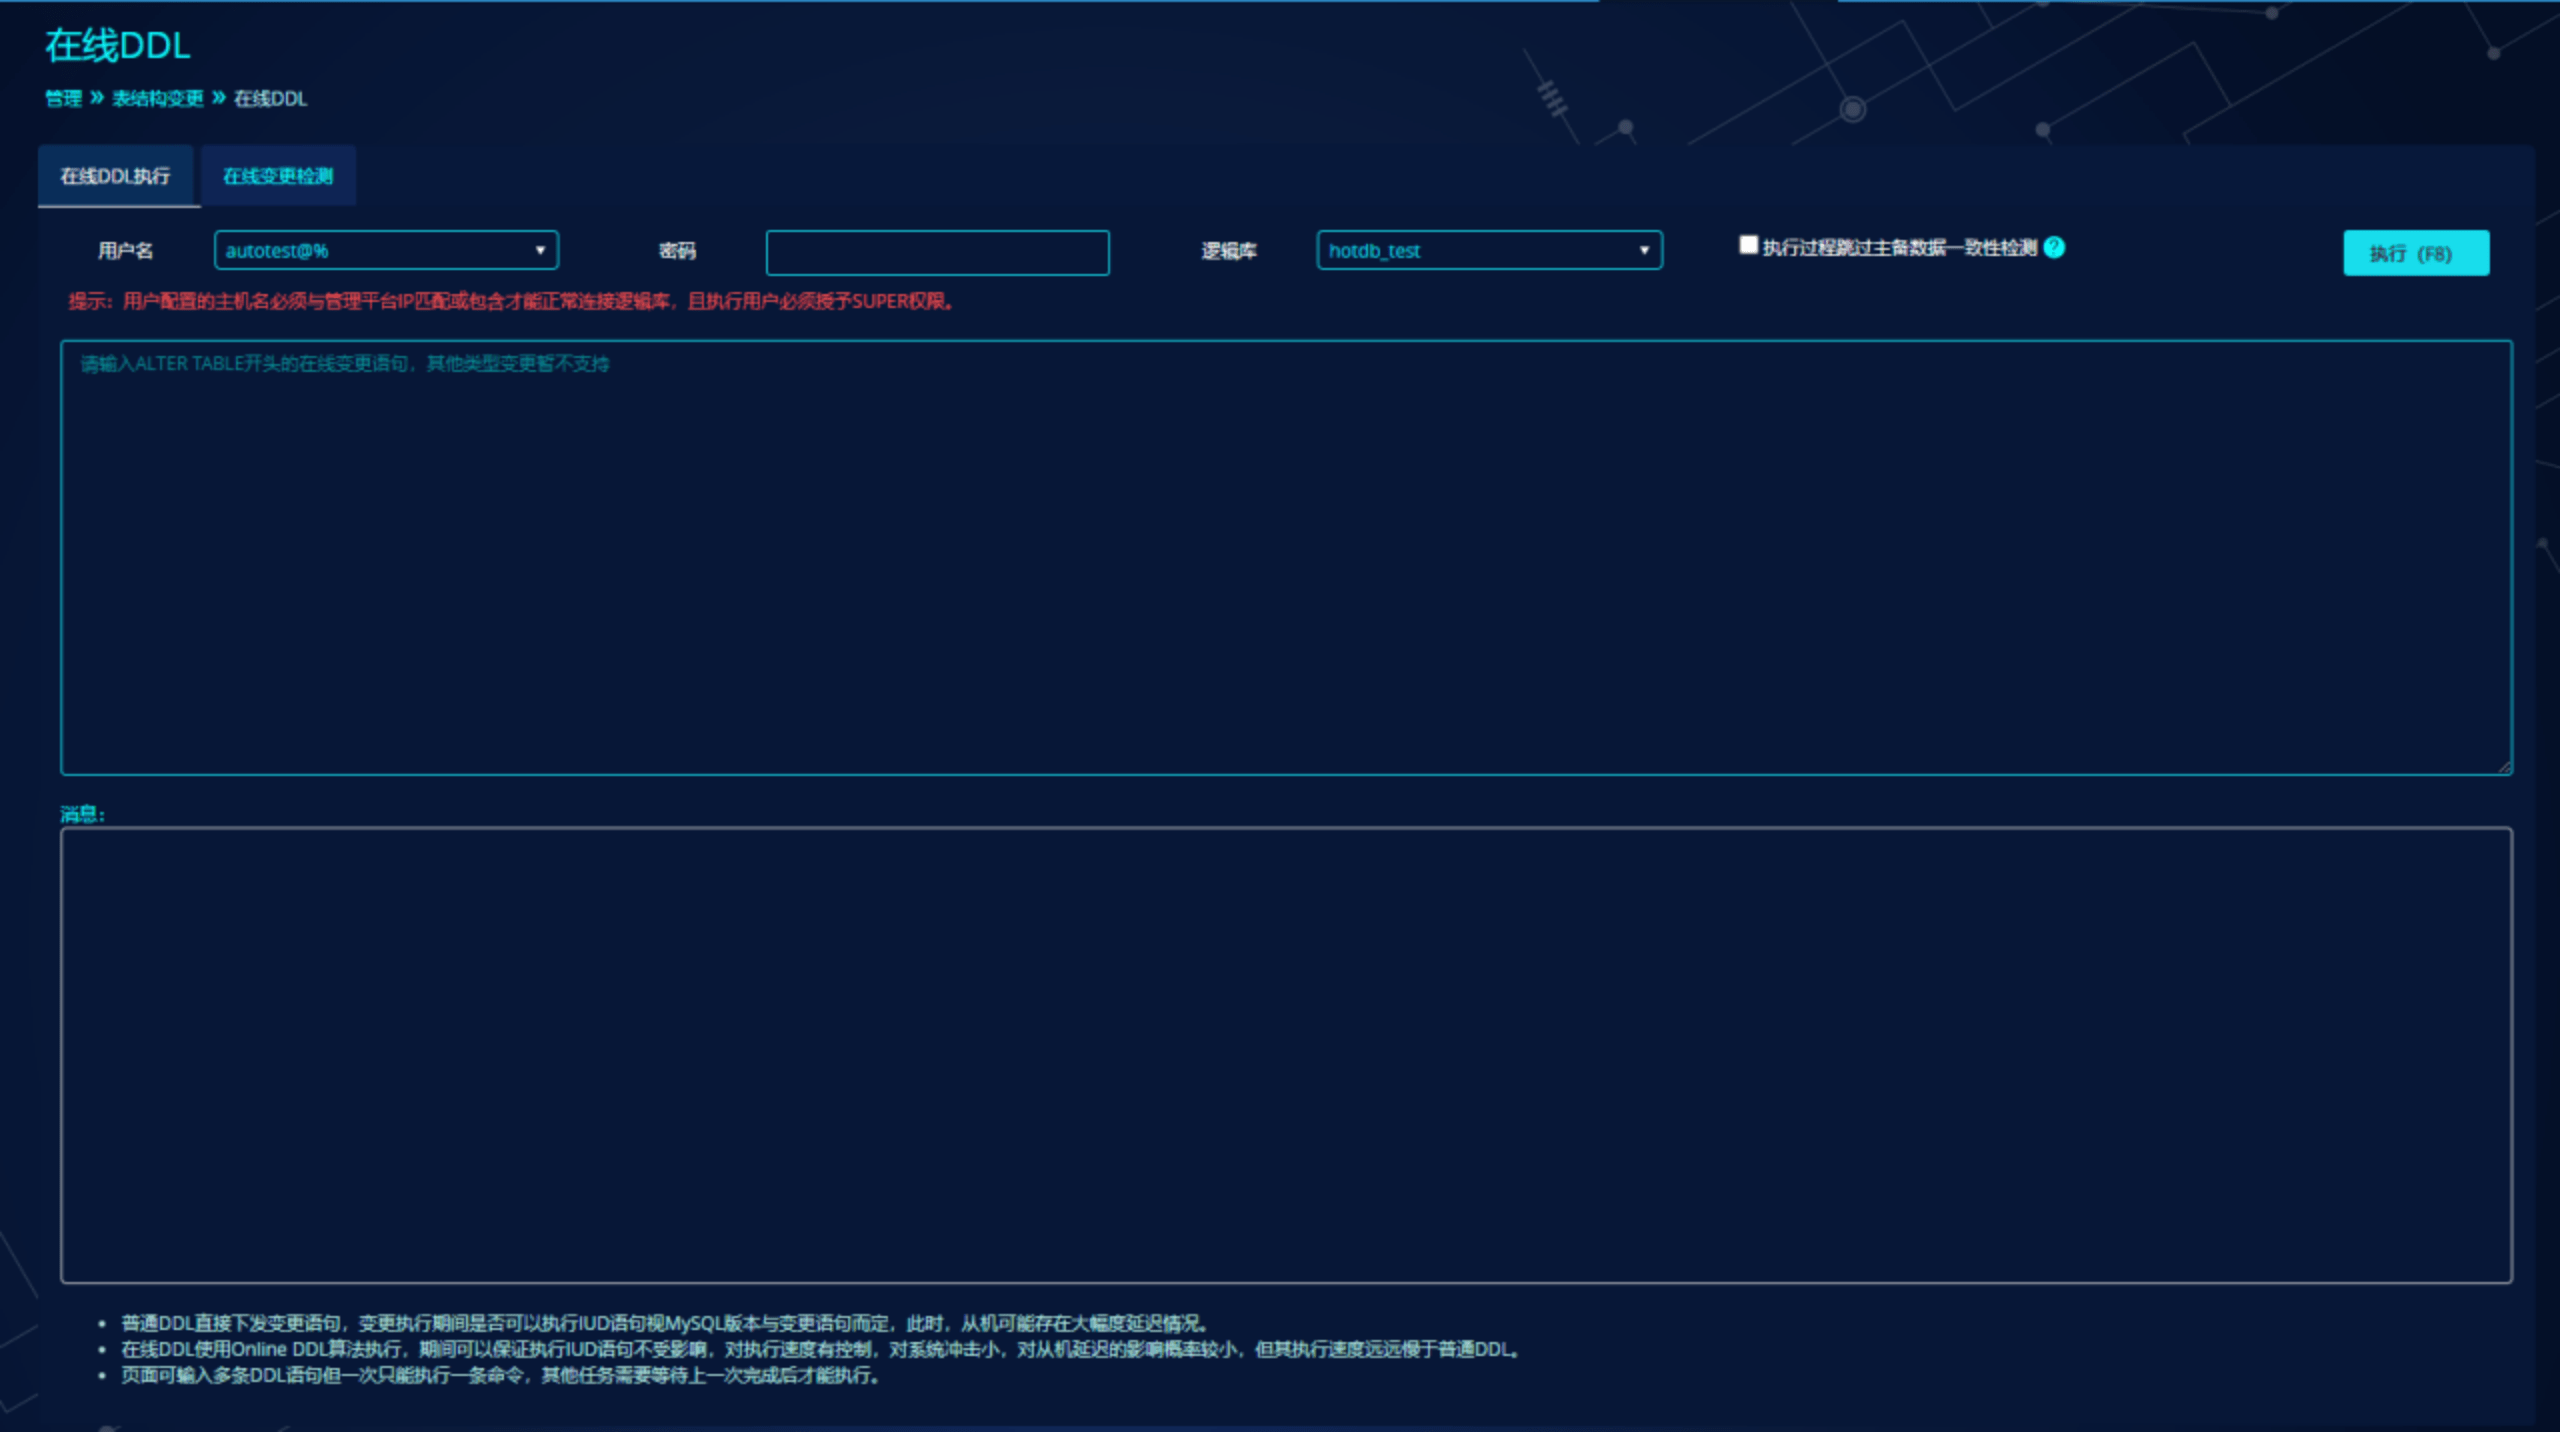 在线DDL
管理 » 表结构变更 » 在线DDL
在线DDL执行 在线变更检测
用户名 autotest@% 密码 逻辑库 hotdb_test 执行过程跳过主备数据一致性检测 ? 执行（F8)
提示：用户配置的主机名必须与管理平台IP匹配或包含才能正常连接逻辑库，且执行用户必须授予SUPER权限。
请输入ALTER TABLE开头的在线变更语句，其他类型变更暂不支持
消息：
• 普通DDL直接下发变更语句，变更执行期间是否可以执行IUD语句视MySQL版本与变更语句而定，此时，从机可能存在大幅度延迟情况。
• 在线DDL使用Online DDL算法执行，期间可以保证执行IUD语句不受影响，对执行速度有控制，对系统冲击小，对从机延迟的影响概率较小，但其执行速度远远慢于普通DDL。
• 页面可输入多条DDL语句但一次只能执行一条命令，其他任务需要等待上一次完成后才能执行。